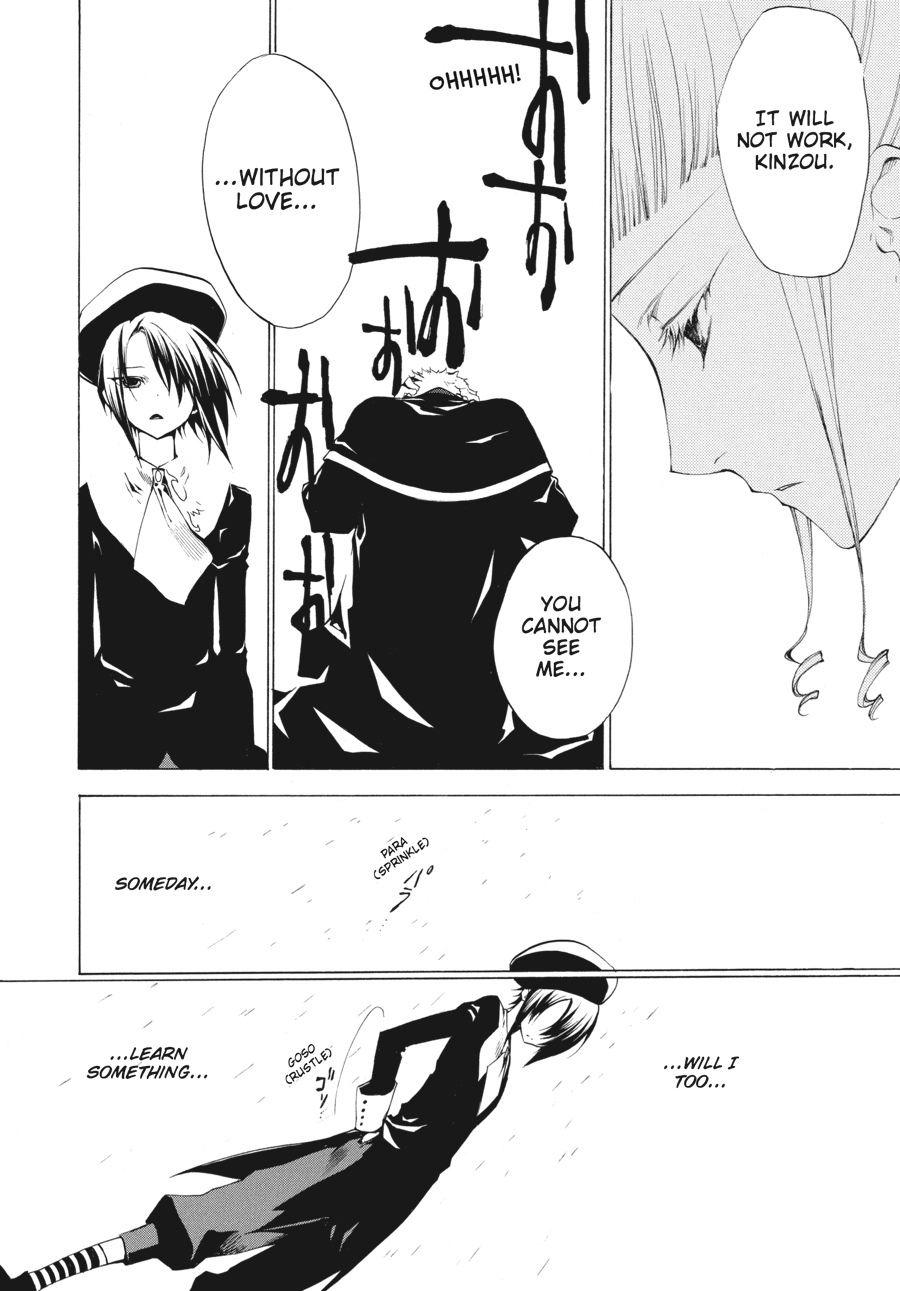 IT WILL
NOT WORK,
KINZOU.
OHHHHH!
おおおおおお
YOU
CANNOT
SEE
ME...
...WITHOUT
LOVE...
PARA
(SPRINKLE)
パラ
SOMEDAY...
...WILL I
TOO...
GOSO
(RUSTLE)
ゴソ
...LEARN
SOMETHING...